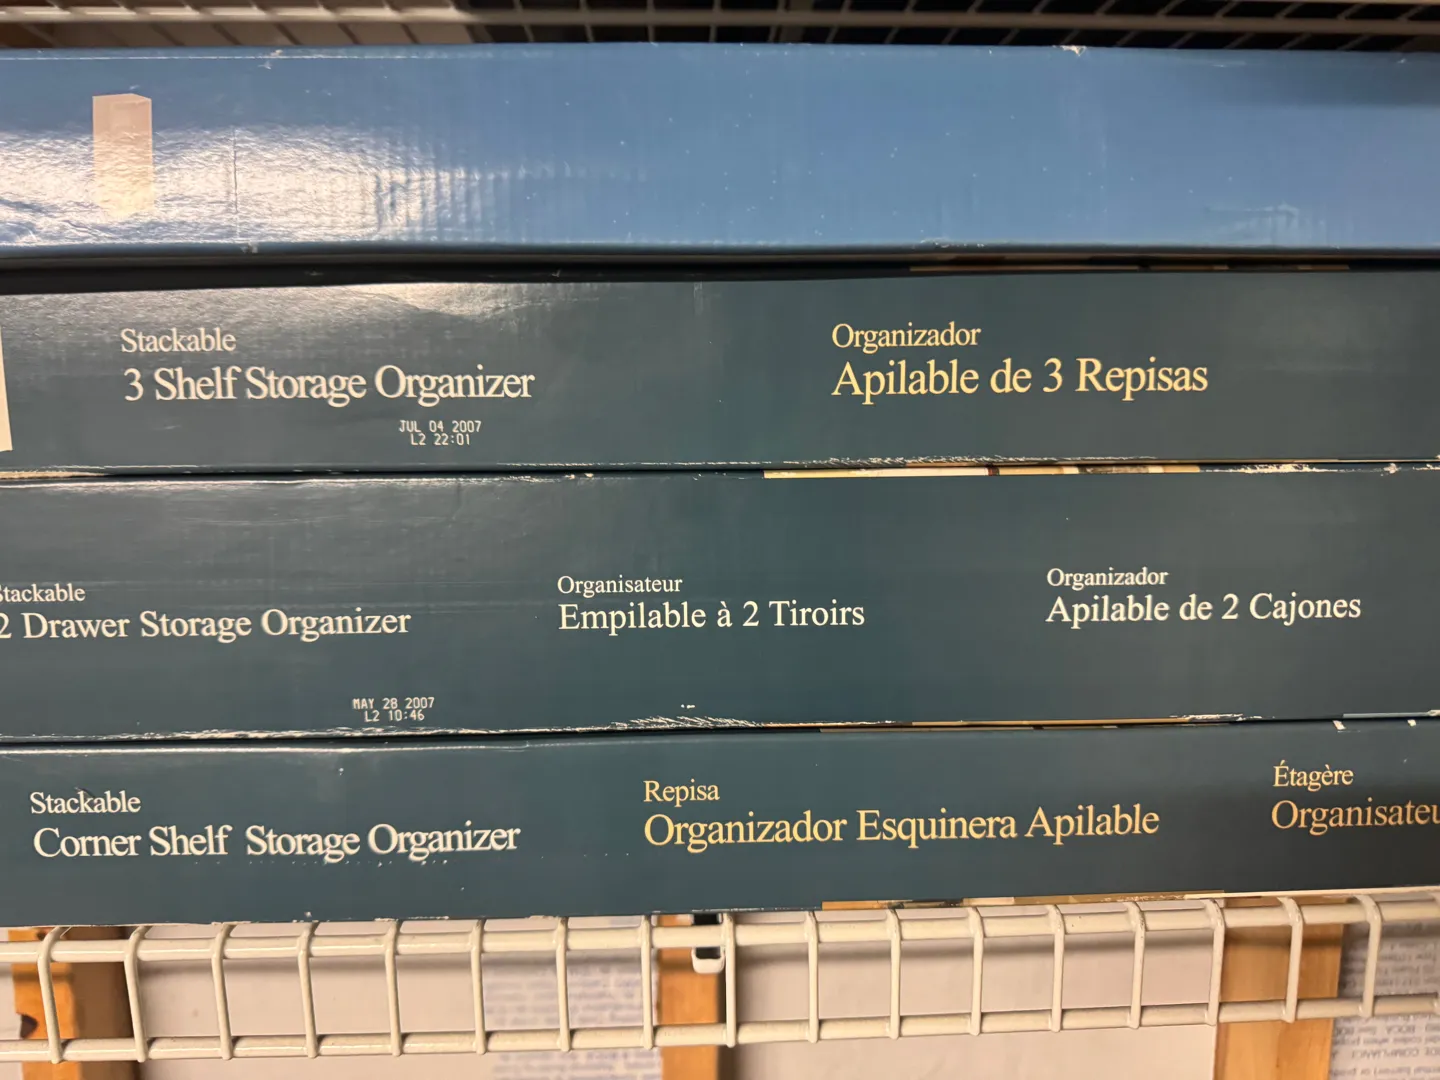 Stackable
3 Shelf Storage Organizer
JUL 04 2007
L2 22:01
Organizador
Apilable de 3 Repisas
Stackable
2 Drawer Storage Organizer
MAY 28 2007
L2 10:46
Organisateur
Empilable à 2 Tiroirs
Organizador
Apilable de 2 Cajones
Stackable
Corner Shelf Storage Organizer
Repisa
Organizador Esquinera Apilable
Étagère
Organisateu